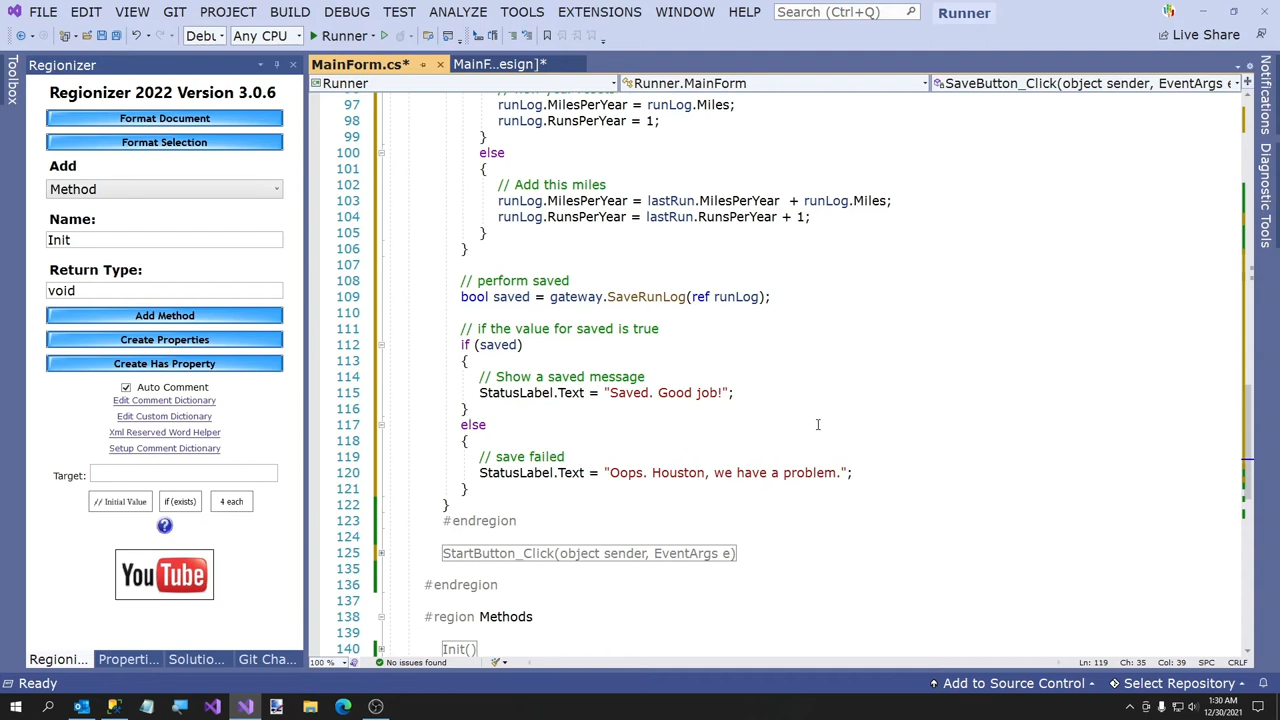 FILE EDIT VIEW GIT PROJECT BUILD DEBUG TEST ANALYZE TOOLS EXTENSIONS WINDOW HELP Search (Ctrl+Q) Runner
Debu Any CPU Runner Live Share
Toolbox
Regionizer
Regionizer 2022 Version 3.0.6
Format Document
Format Selection
Add
Method
Name:
Init
Return Type:
void
Add Method
Create Properties
Create Has Property
Auto Comment
Edit Comment Dictionary
Edit Custom Dictionary
Xml Reserved Word Helper
Setup Comment Dictionary
Target:
// Initial Value if (exists) 4 each
?
YouTube
Regioni... Properti... Solutio... Git Cha...
MainForm.cs* MainF...esign]*
Runner Runner.MainForm SaveButton_Click(object sender, EventArgs e
97 runLog.MilesPerYear = runLog.Miles;
98 runLog.RunsPerYear = 1;
99 }
100 else
101 {
102 // Add this miles
103 runLog.MilesPerYear = lastRun.MilesPerYear  + runLog.Miles;
104 runLog.RunsPerYear = lastRun.RunsPerYear + 1;
105 }
106 }
107
108 // perform saved
109 bool saved = gateway.SaveRunLog(ref runLog);
110
111 // if the value for saved is true
112 if (saved)
113 {
114 // Show a saved message
115 StatusLabel.Text = "Saved. Good job!";
116 }
117 else
118 {
119 // save failed
120 StatusLabel.Text = "Oops. Houston, we have a problem.";
121 }
122 }
123 #endregion
124
125 StartButton_Click(object sender, EventArgs e)
135
136 #endregion
137
138 #region Methods
139
140 Init()
100 % No issues found Ln: 119 Ch: 35 Col: 39 SPC CRLF
Notifications
Diagnostic Tools
Ready Add to Source Control Select Repository
1:30 AM
12/30/2021